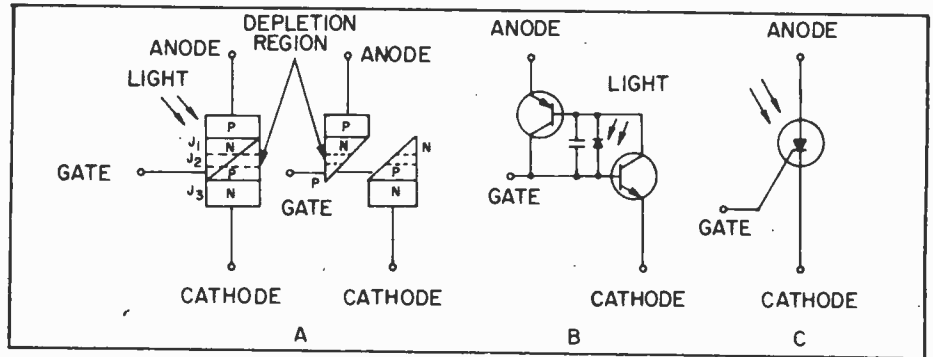 DEPLETION
REGION
ANODE
ANODE
LIGHT
P
J1
N
J2
P
J3
N
GATE
P
N
N
P
P
N
GATE
CATHODE
CATHODE
A
ANODE
LIGHT
GATE
CATHODE
B
ANODE
GATE
CATHODE
C